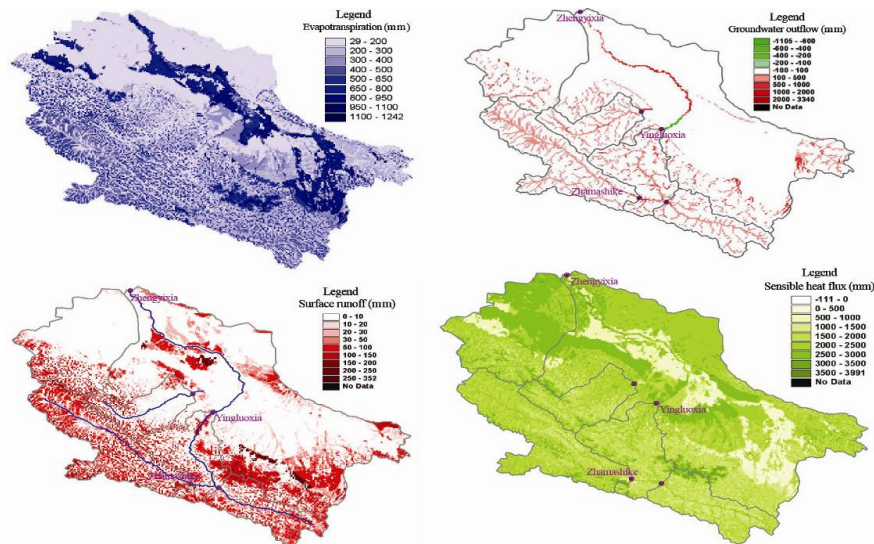 Legend
Evapotranspiration (mm)
29 - 200
200 - 300
300 - 400
400 - 500
500 - 650
650 - 800
800 - 950
950 - 1100
1100 - 1242
Zhengyixia
Yingluoxia
Zhamashike
Legend
Groundwater outflow (mm)
-1105 - -600
-600 - -400
-400 - -200
-200 - -100
-100 - 100
100 - 500
500 - 1000
1000 - 2000
2000 - 3340
No Data
Zhengyixia
Yingluoxia
Legend
Surface runoff (mm)
0 - 10
10 - 20
20 - 30
30 - 50
50 - 100
100 - 150
150 - 200
200 - 250
250 - 352
No Data
Zhengyixia
Yingluoxia
Zhamashike
Legend
Sensible heat flux (mm)
-111 - 0
0 - 500
500 - 1000
1000 - 1500
1500 - 2000
2000 - 2500
2500 - 3000
3000 - 3500
3500 - 3991
No Data